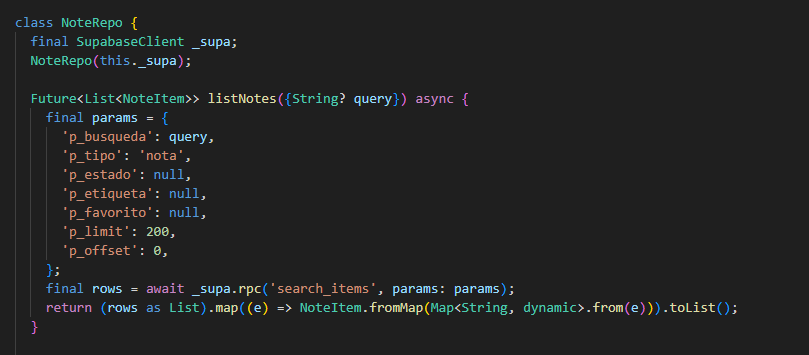 class NoteRepo {
final SupabaseClient _supa;
NoteRepo(this._supa);
Future<List<NoteItem>> listNotes({String? query}) async {
final params = {
'p_busqueda': query,
'p_tipo': 'nota',
'p_estado': null,
'p_etiqueta': null,
'p_favorito': null,
'p_limit': 200,
'p_offset': 0,
};
final rows = await _supa.rpc('search_items', params: params);
return (rows as List).map((e) => NoteItem.fromMap(Map<String, dynamic>.from(e))).toList();
}